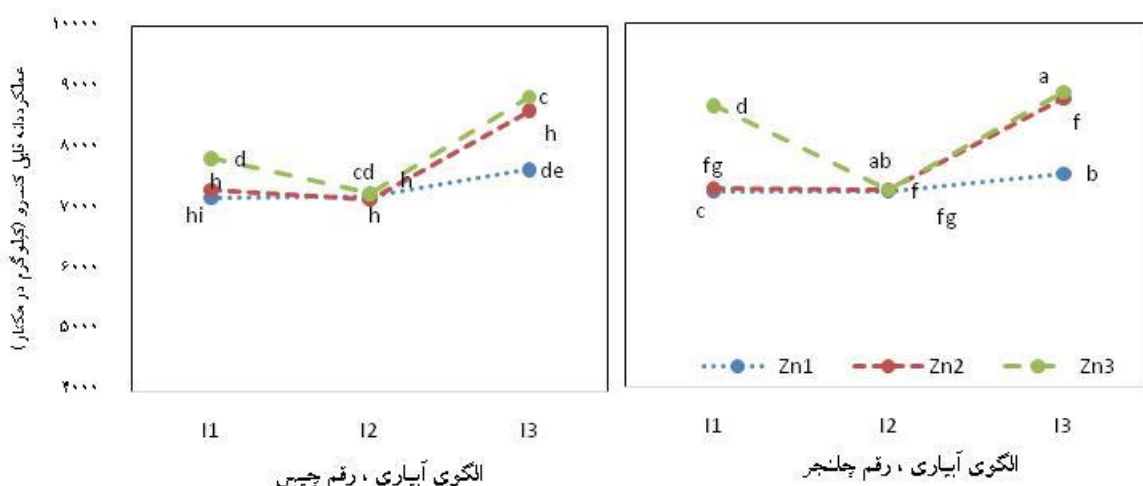 عملکرد دانه قابل کنسرو (کیلوگرم در هکتار)
۱۰۰۰۰
۹۰۰۰
۸۰۰۰
۷۰۰۰
۶۰۰۰
۵۰۰۰
۴۰۰۰
d
h
hi
cd
h
h
c
h
de
I1 I2 I3
الگوی آبیاری ، رقم چیس
d
fg
c
ab
f
fg
a
f
b
Zn1 Zn2 Zn3
I1 I2 I3
الگوی آبیاری ، رقم چلنجر